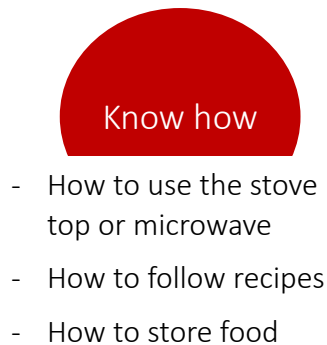 Know how
- How to use the stove
top or microwave
- How to follow recipes
- How to store food